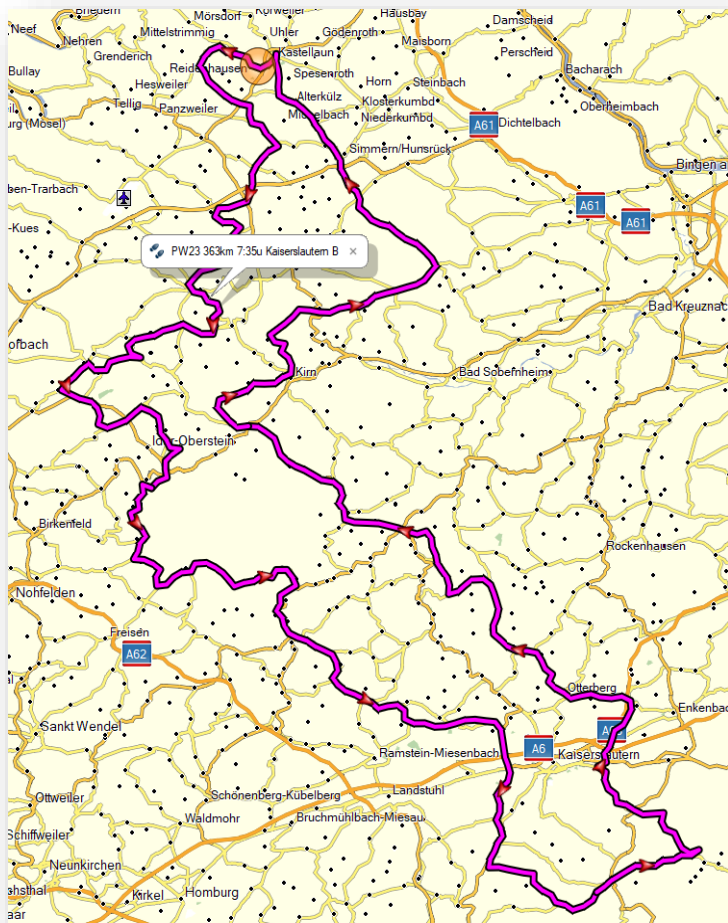 Briedern
Mörsdorf
Korweiler
Hausbay
Damscheid
Neef
Nehren
Mittelstrimmig
Uhler
Gödenroth
Maisborn
Perscheid
Grenderich
Kastellaun
Bullay
Reidenhausen
Spesenroth
Horn
Steinbach
Bacharach
Hesweiler
Alterkülz
Klosterkumbd
Oberheimbach
Tellig
Panzweiler
Michelbach
Niederkumbd
A61
Dichtelbach
urg (Mosel)
Simmern/Hunsrück
Bingen a
ben-Trarbach
A61
A61
-Kues
PW23 363km 7:35u Kaiserslautern B
Bad Kreuznac
ofbach
Kirn
Bad Sobernheim
Idar-Oberstein
Birkenfeld
Rockenhausen
Nohfelden
Freisen
A62
Otterberg
Enkenbac
Sankt Wendel
A6
Ramstein-Miesenbach
Kaiserslautern
Landstuhl
Ottweiler
Schönenberg-Kübelberg
Waldmohr
Bruchmühlbach-Miesau
Schiffweiler
Neunkirchen
chsthal
Kirkel
Homburg
aar